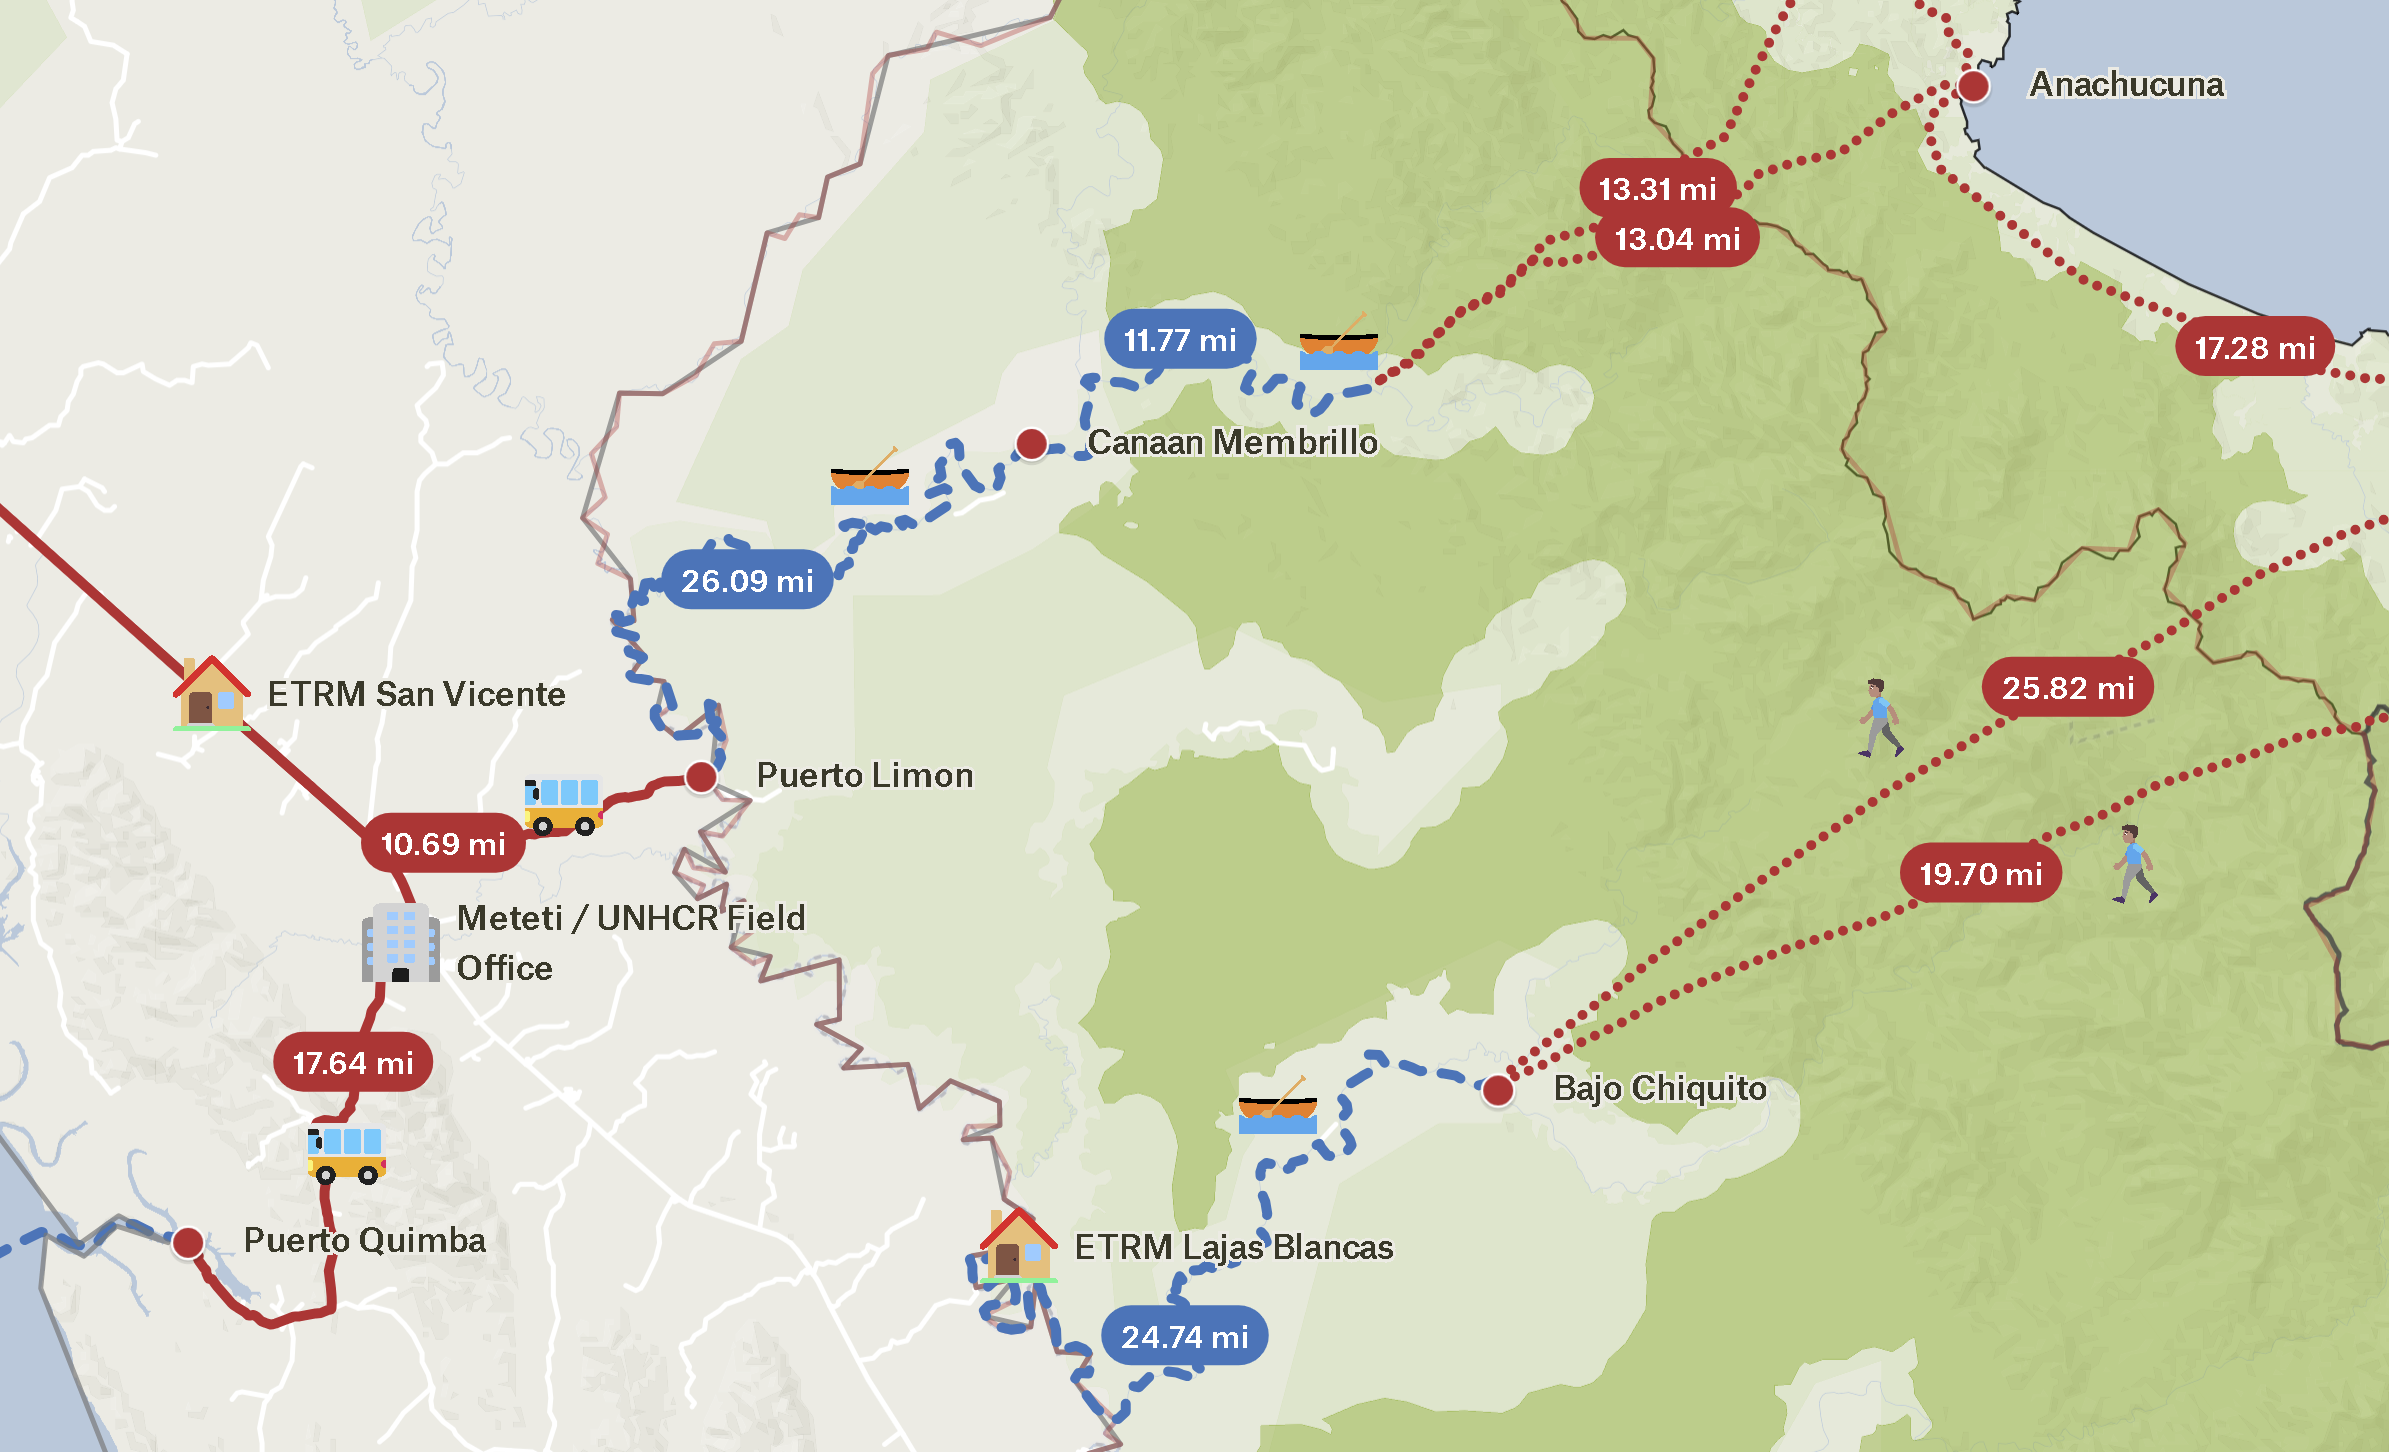 Anachucuna
13.31 mi
13.04 mi
11.77 mi
17.28 mi
Canaan Membrillo
26.09 mi
ETRM San Vicente
25.82 mi
Puerto Limon
10.69 mi
19.70 mi
Meteti / UNHCR Field
Office
17.64 mi
Bajo Chiquito
Puerto Quimba
ETRM Lajas Blancas
24.74 mi